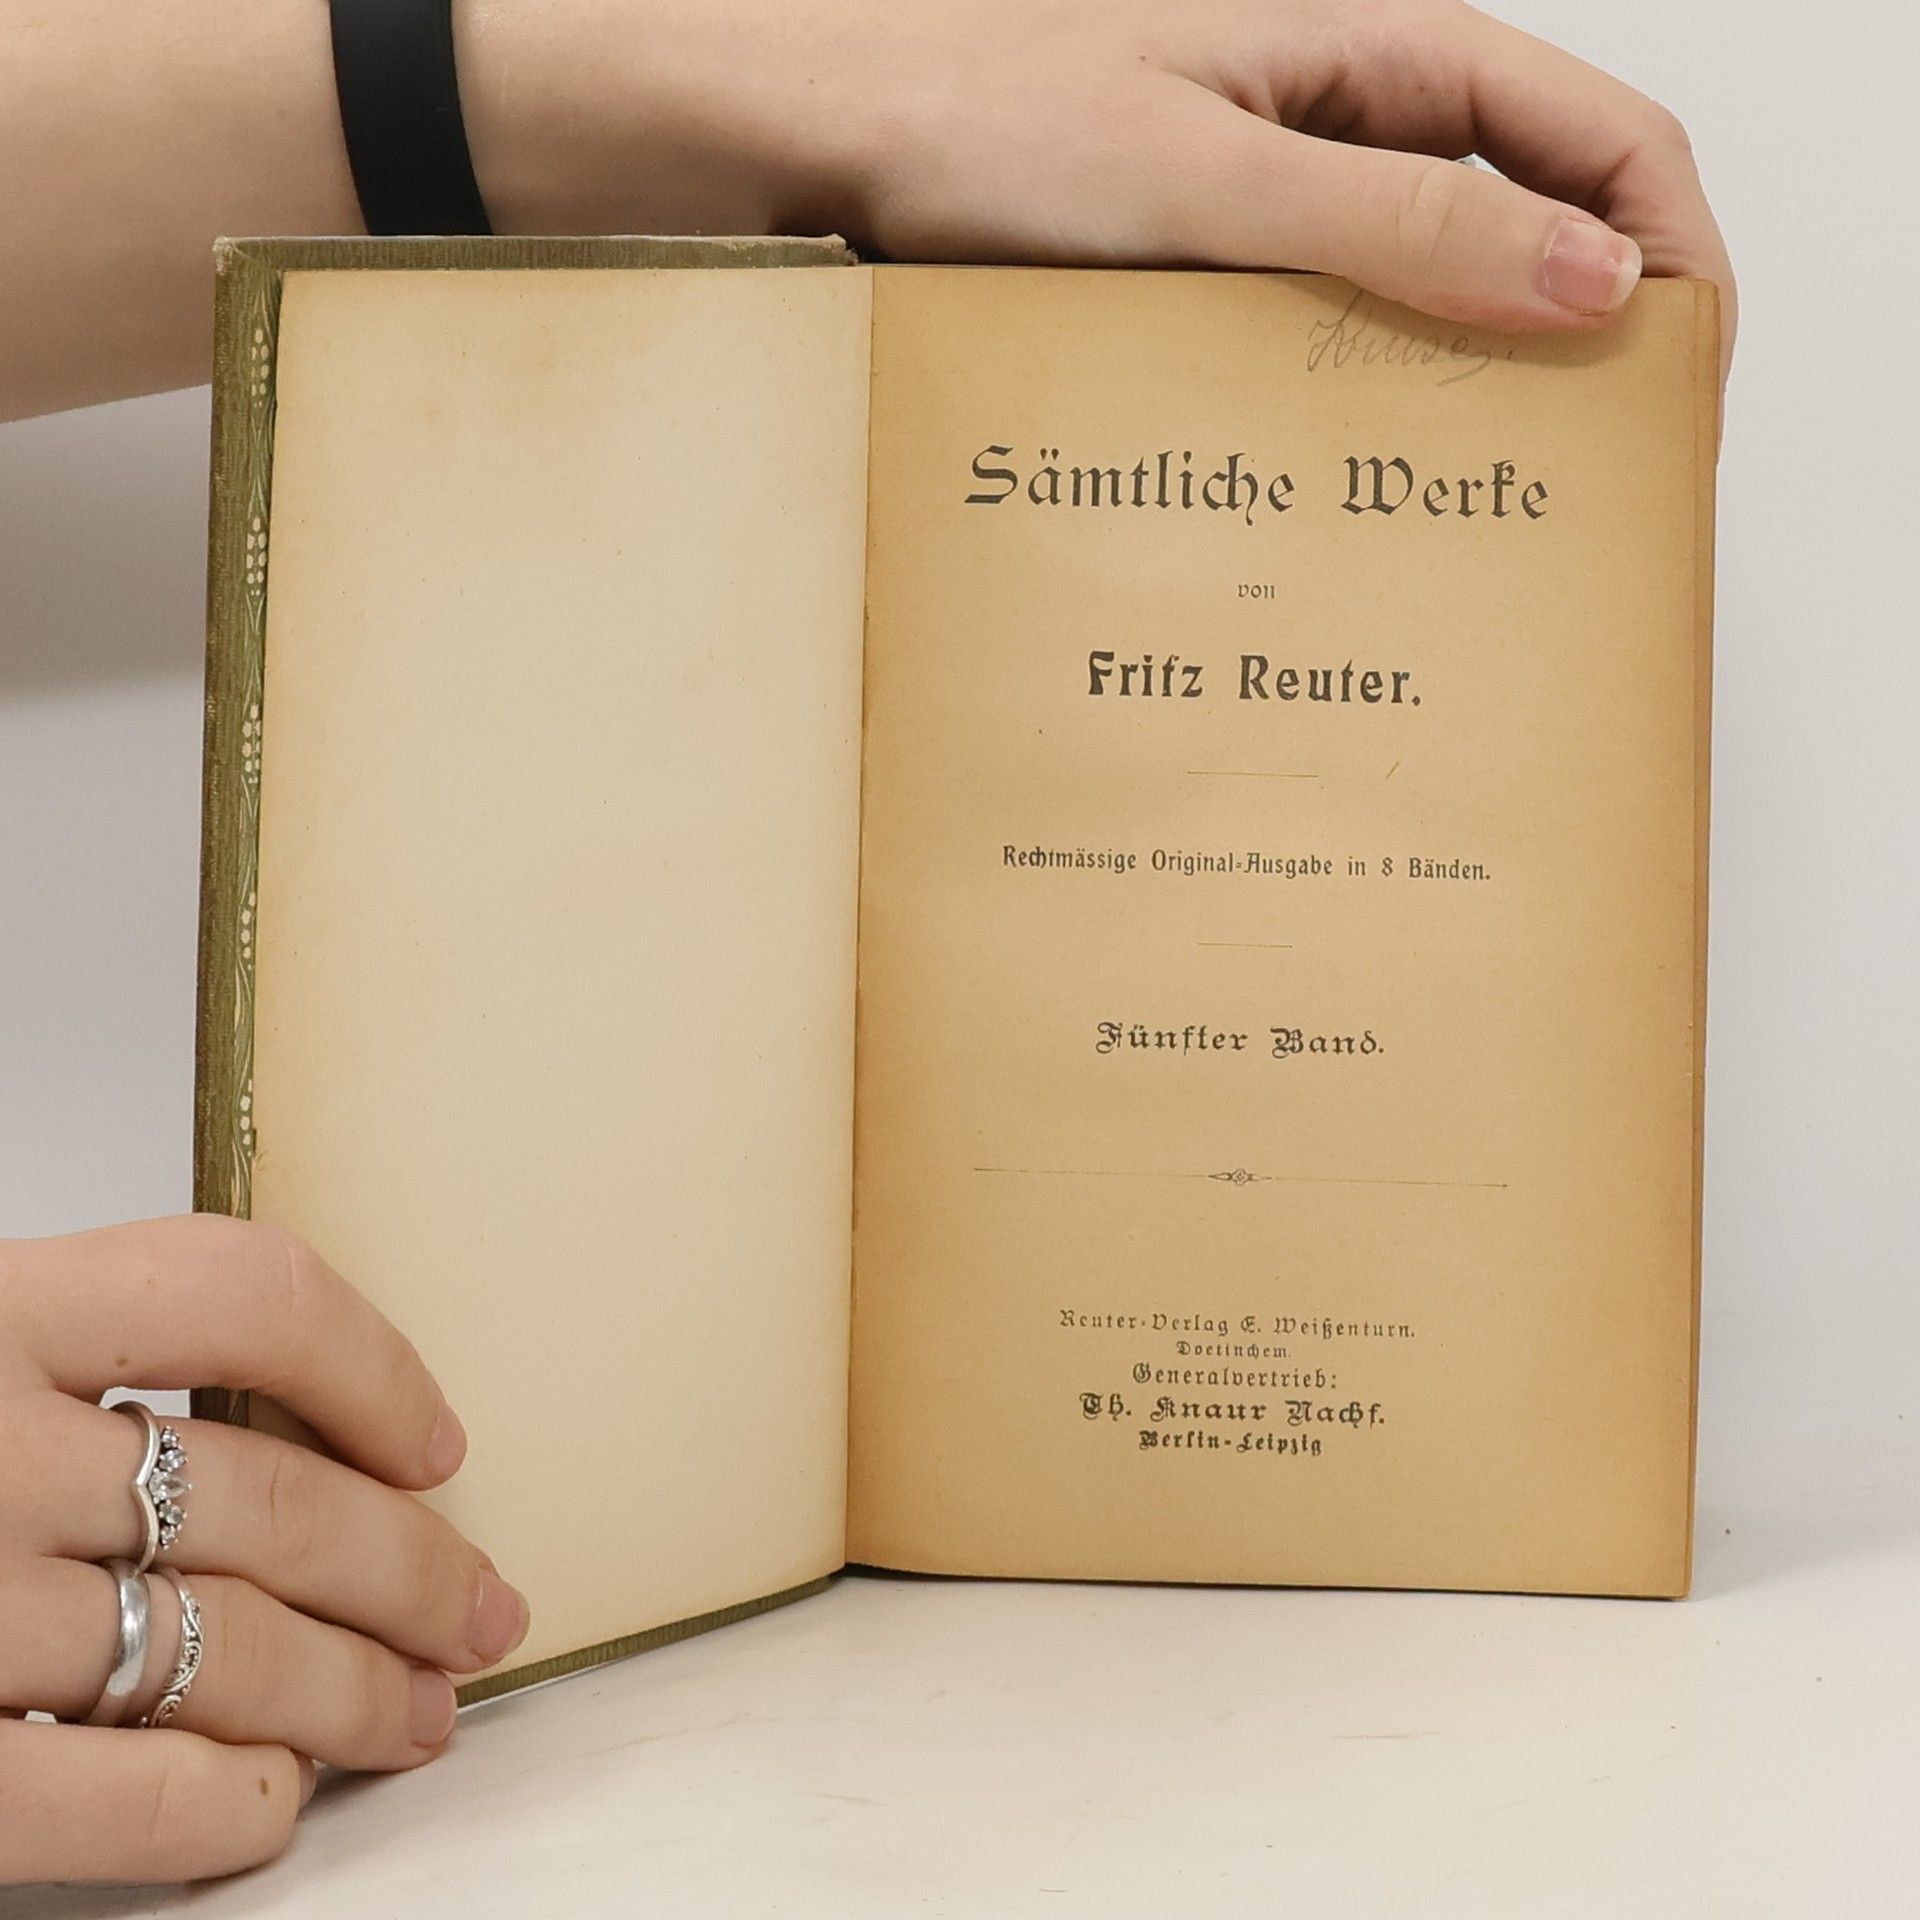 Sämtliche Werke
von
Fritz Reuter.
Rechtmässige Original-Ausgabe in 8 Bänden.
Fünfter Band.
Reuter-Verlag E. Weißenturn.
Doetinchem.
Generalvertrieb:
Th. Knaur Nachf.
Berlin-Leipzig